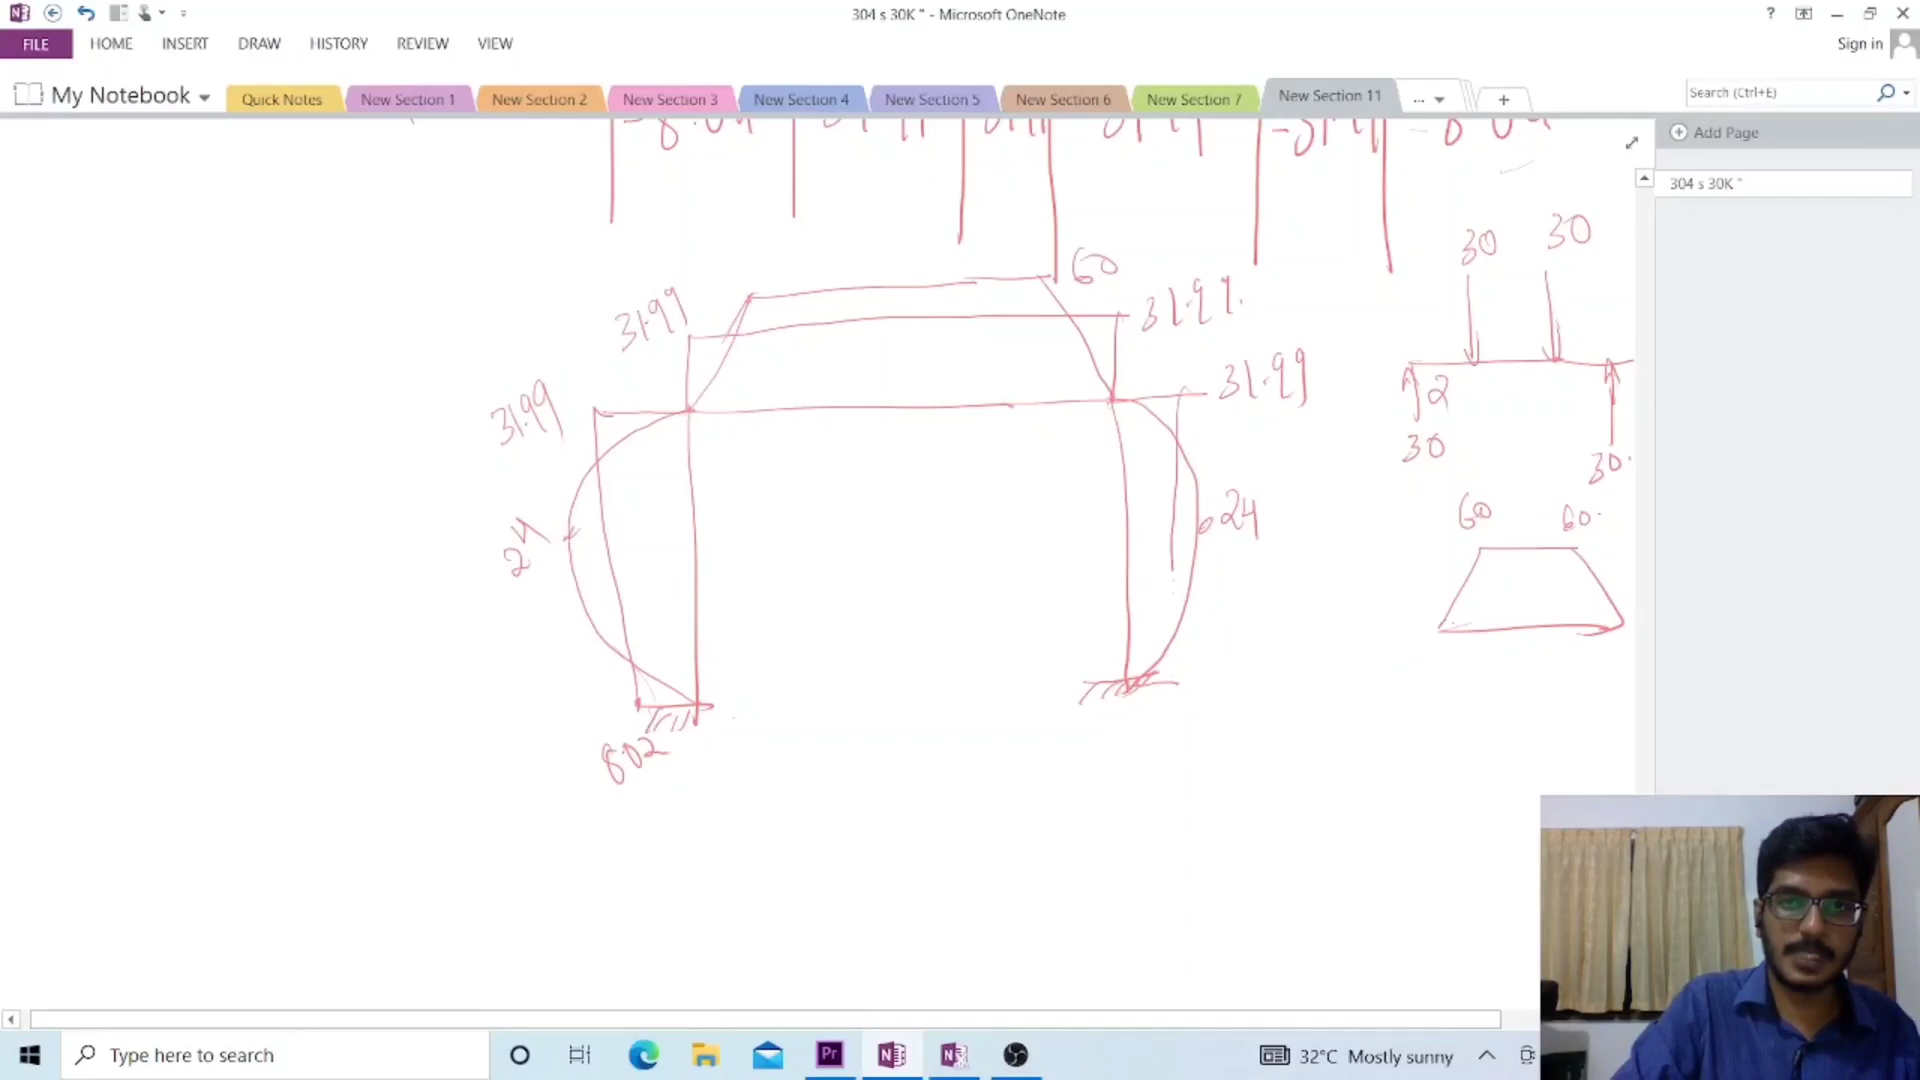 304 s 30K " - Microsoft OneNote
FILE HOME INSERT DRAW HISTORY REVIEW VIEW
Sign in
My Notebook
Quick Notes
New Section 1
New Section 2
New Section 3
New Section 4
New Section 5
New Section 6
New Section 7
New Section 11
...
Search (Ctrl+E)
Add Page
304 s 30K "
60
31.99
31.99
31.99
31.99
24
24
8.02
30
30
2
30
30.
60
60.
Type here to search
Pr
32°C Mostly sunny